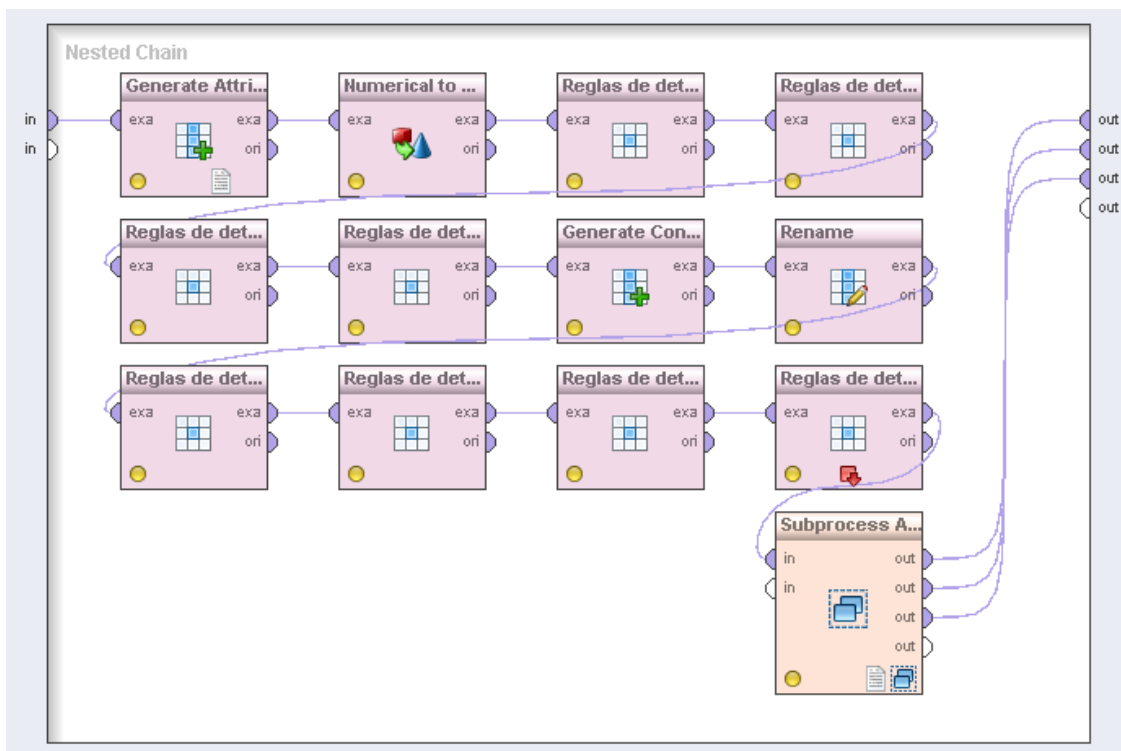 Nested Chain
Generate Attri... Numerical to ... Reglas de det... Reglas de det...
in exa exa exa exa exa exa exa exa out
in ori ori ori ori out
out
out
Reglas de det... Reglas de det... Generate Con... Rename
exa exa exa exa exa exa exa exa
ori ori ori ori
Reglas de det... Reglas de det... Reglas de det... Reglas de det...
exa exa exa exa exa exa exa exa
ori ori ori ori
Subprocess A...
in out
in out
out
out